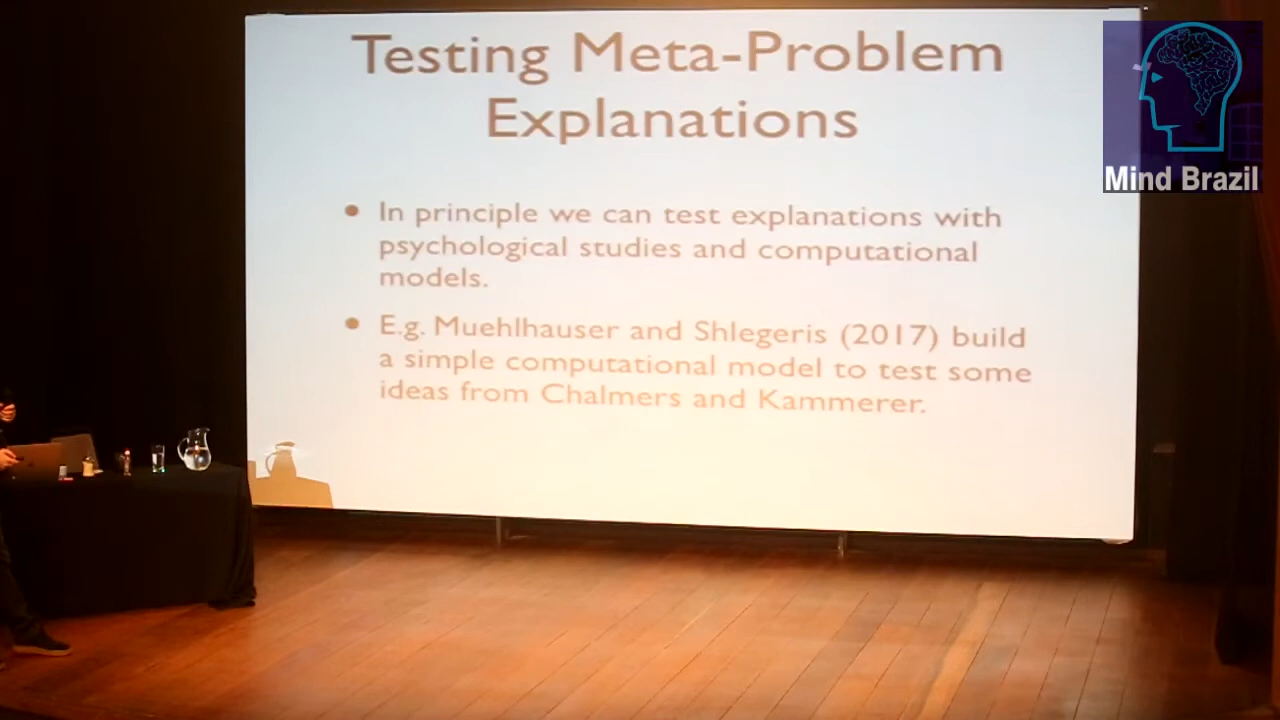 Testing Meta-Problem
Explanations
Mind Brazil
• In principle we can test explanations with
psychological studies and computational
models.
• E.g. Muehlhauser and Shlegeris (2017) build
a simple computational model to test some
ideas from Chalmers and Kammerer.